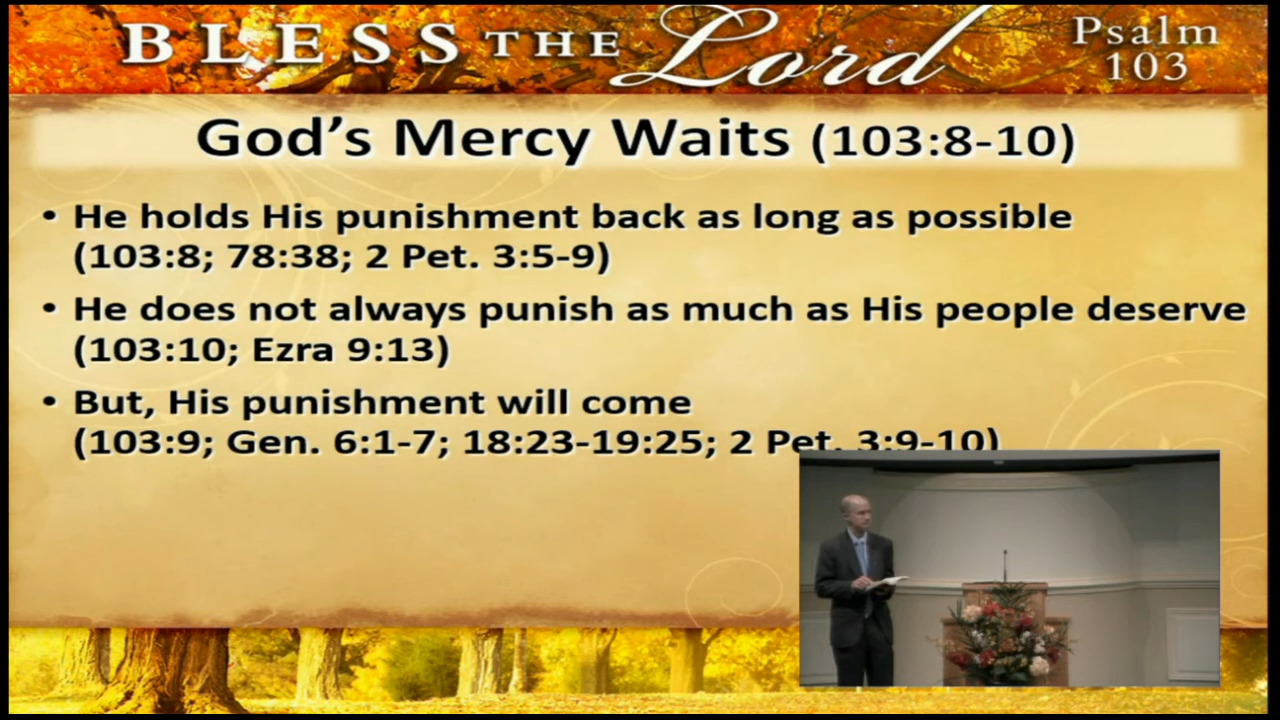 BLESS THE Lord Psalm 103
God's Mercy Waits (103:8-10)
• He holds His punishment back as long as possible
(103:8; 78:38; 2 Pet. 3:5-9)
• He does not always punish as much as His people deserve
(103:10; Ezra 9:13)
• But, His punishment will come
(103:9; Gen. 6:1-7; 18:23-19:25; 2 Pet. 3:9-10)